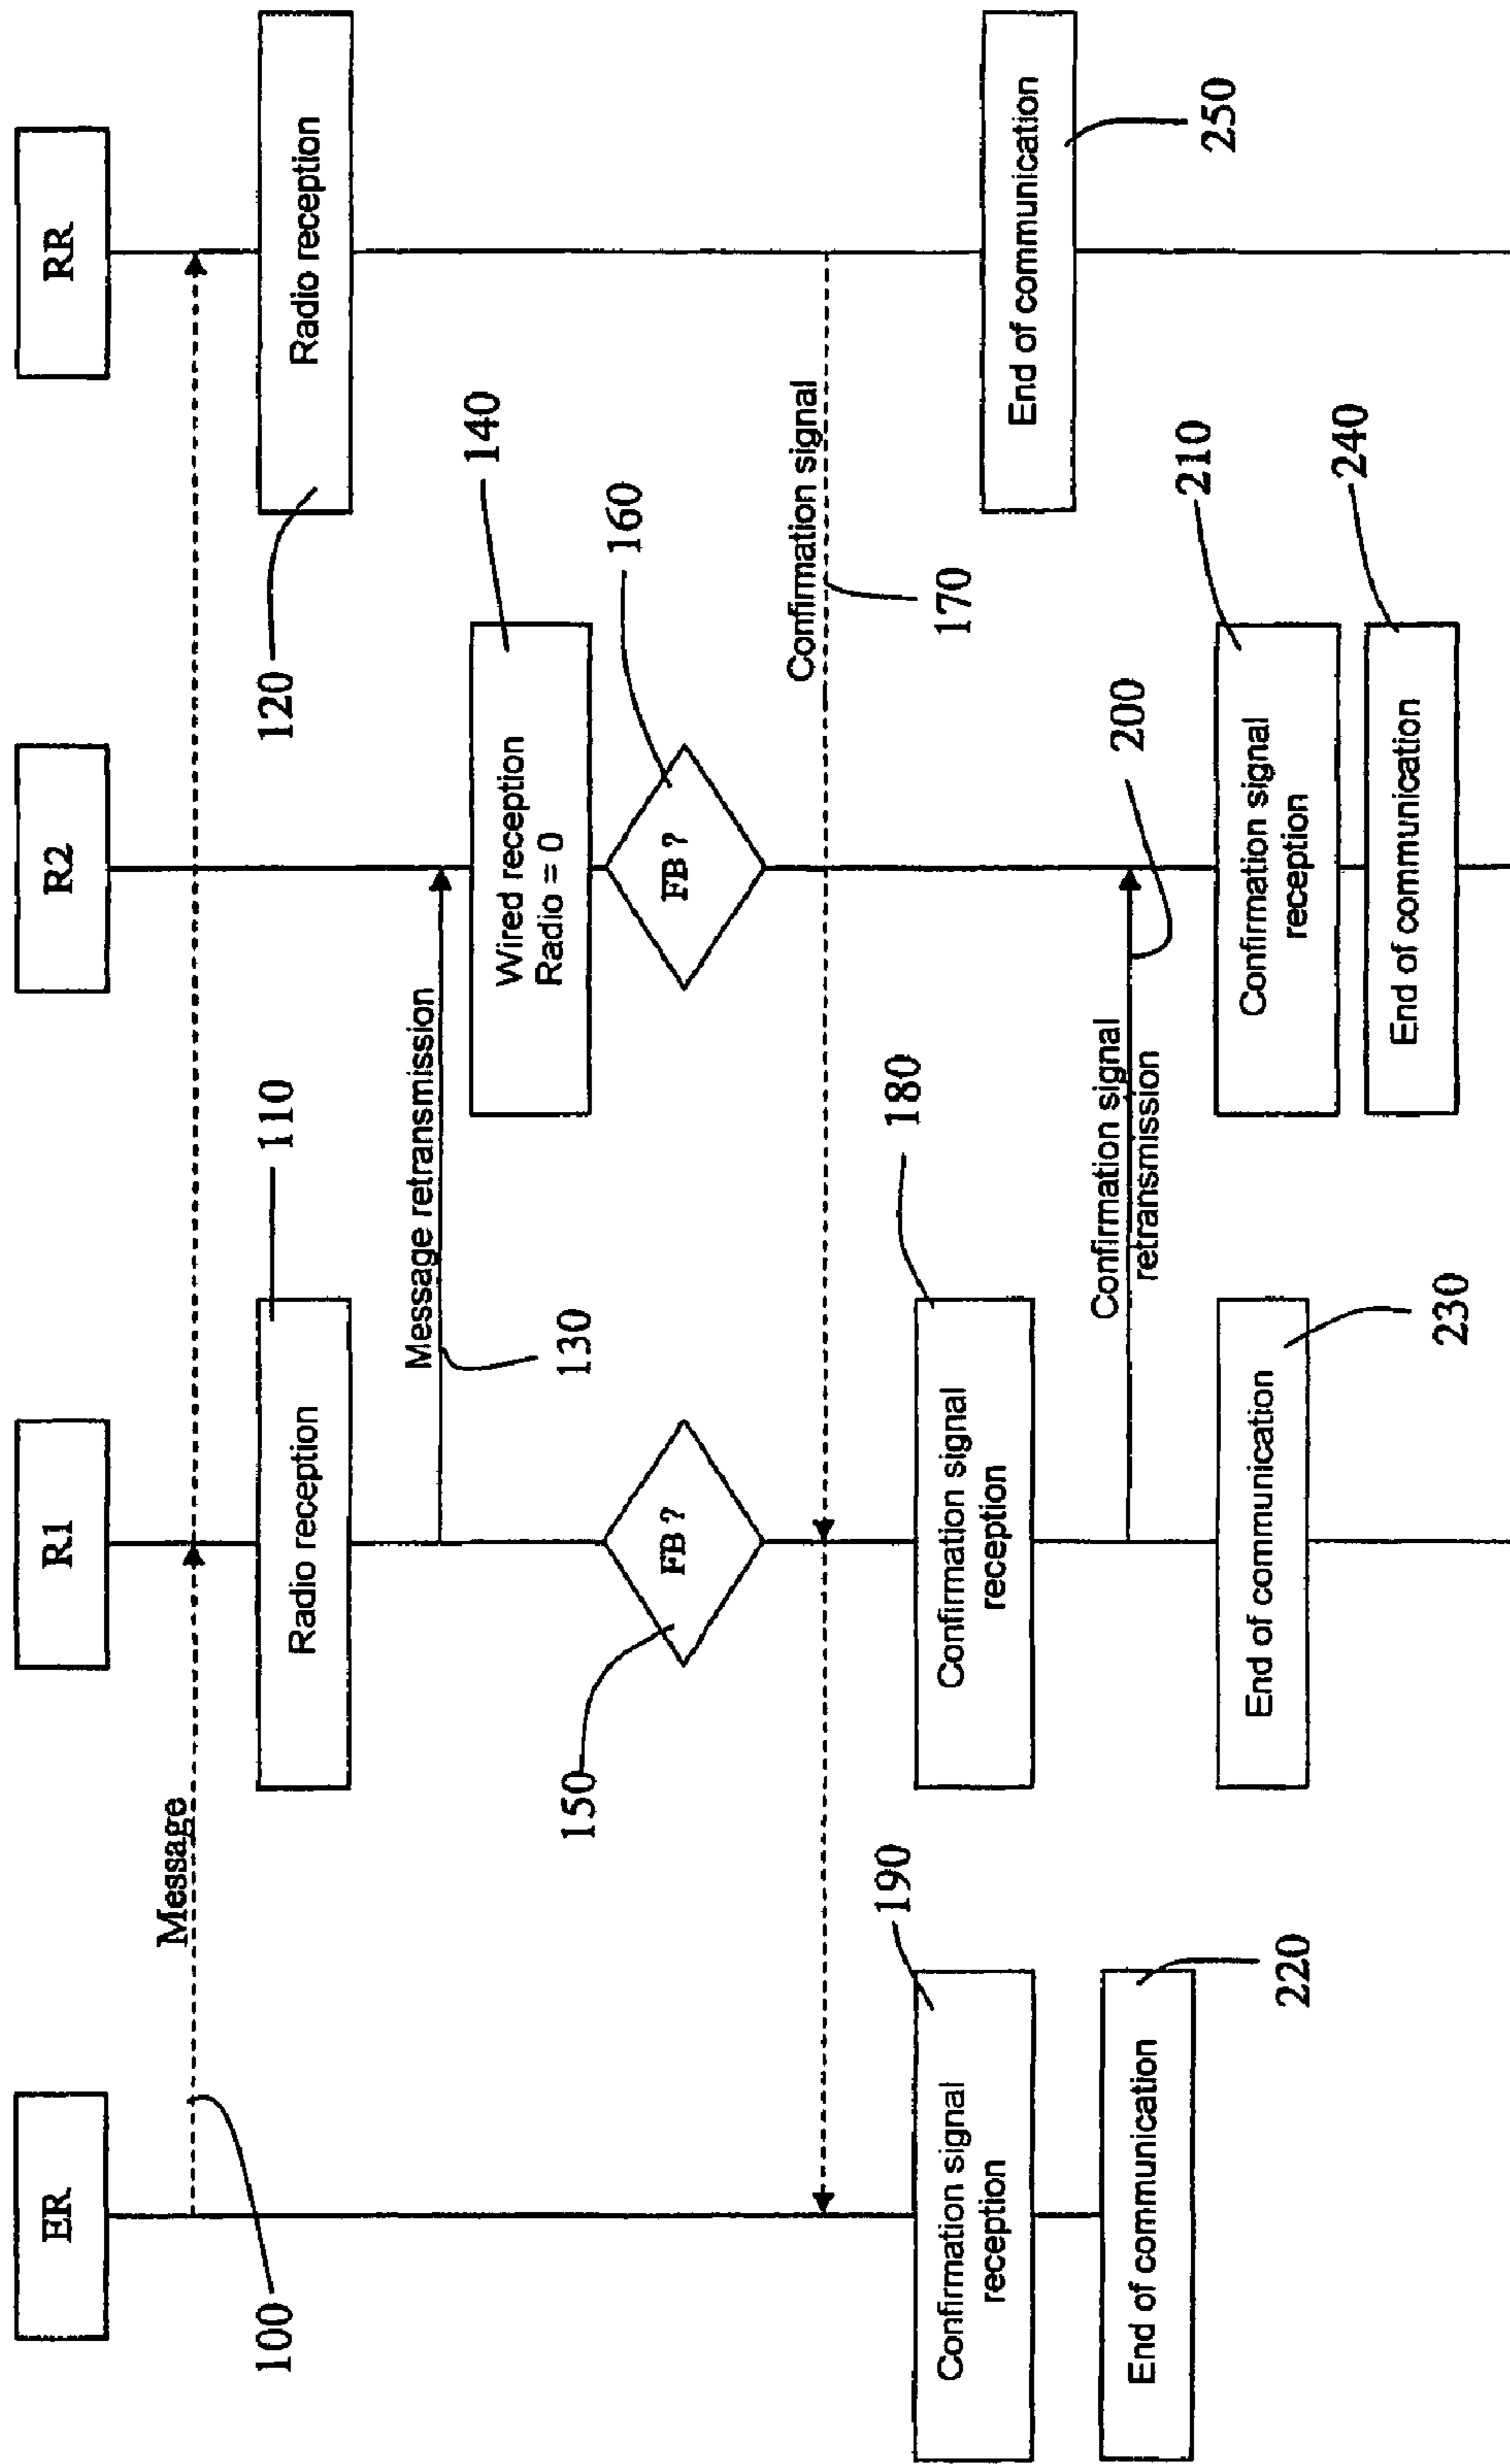 ER
R1
R2
RR
Message
100
Radio reception
110
Radio reception
120
Message retransmission
130
Wired reception
Radio = 0
140
FB ?
150
FB ?
160
Confirmation signal
170
Confirmation signal
reception
190
Confirmation signal
reception
180
End of communication
250
End of communication
220
Confirmation signal
retransmission
200
End of communication
230
Confirmation signal
reception
210
End of communication
240